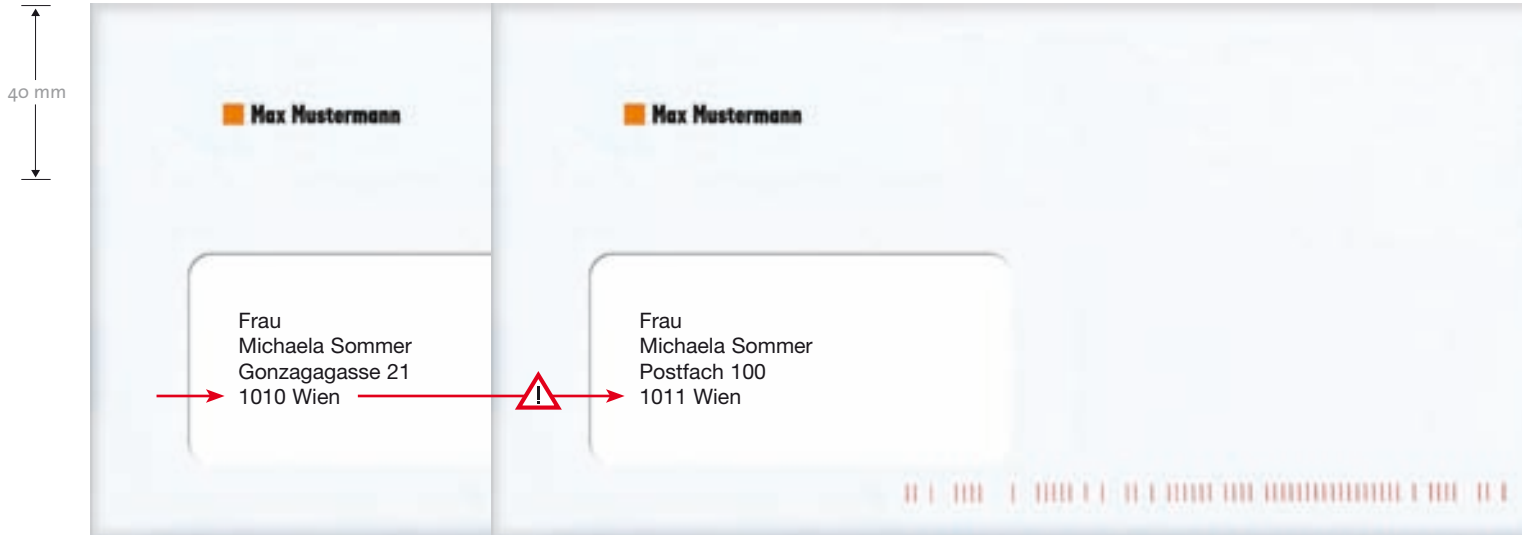 40 mm
Max Mustermann
Frau
Michaela Sommer
Gonzagagasse 21
1010 Wien
!
Max Mustermann
Frau
Michaela Sommer
Postfach 100
1011 Wien